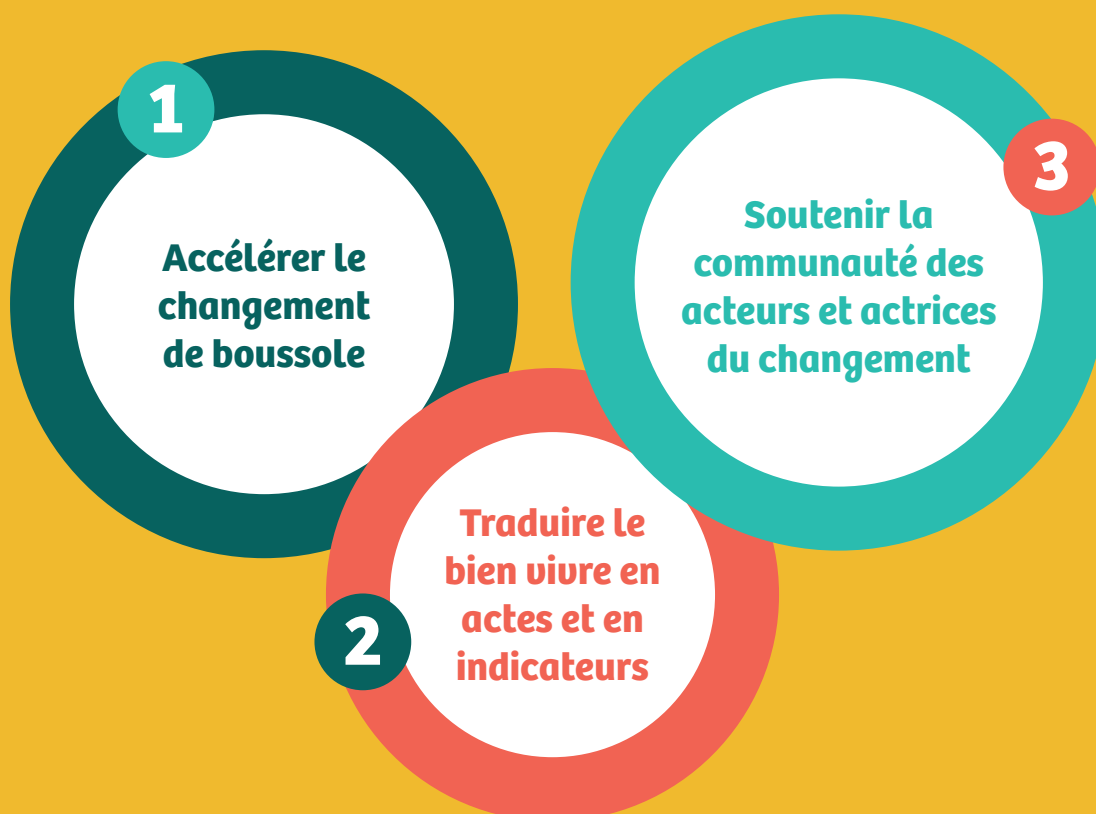 1
Accélérer le
changement
de boussole
2
Traduire le
bien vivre en
actes et en
indicateurs
3
Soutenir la
communauté des
acteurs et actrices
du changement